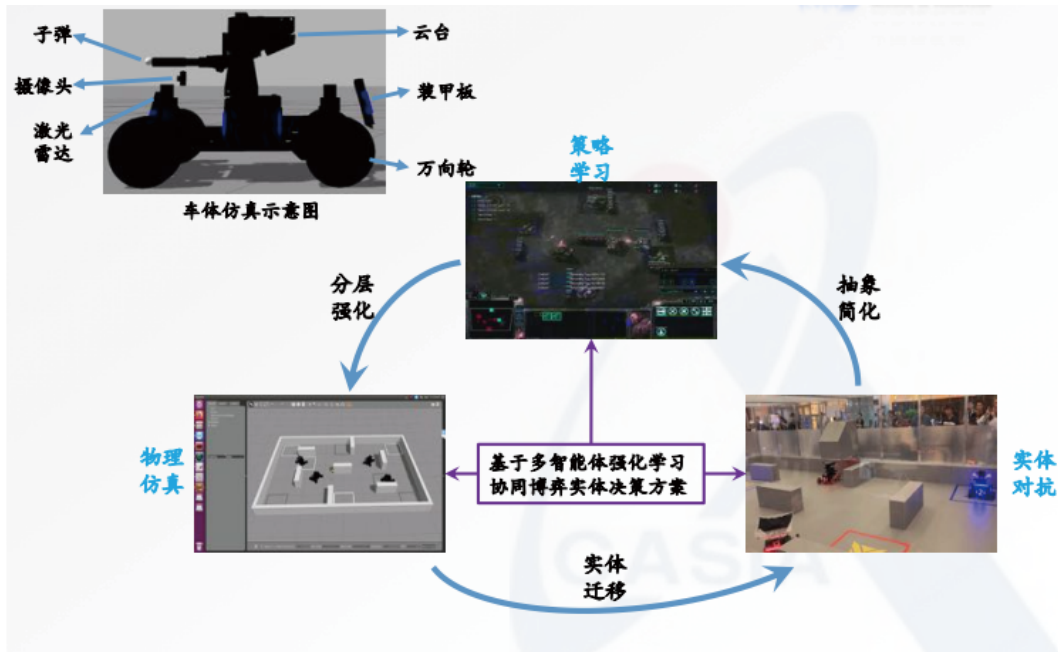 子弹
云台
摄像头
装甲板
激光
雷达
万向轮
车体仿真示意图
策略
学习
分层
强化
抽象
简化
物理
仿真
基于多智能体强化学习
协同博弈实体决策方案
实体
对抗
实体
迁移
CASIA